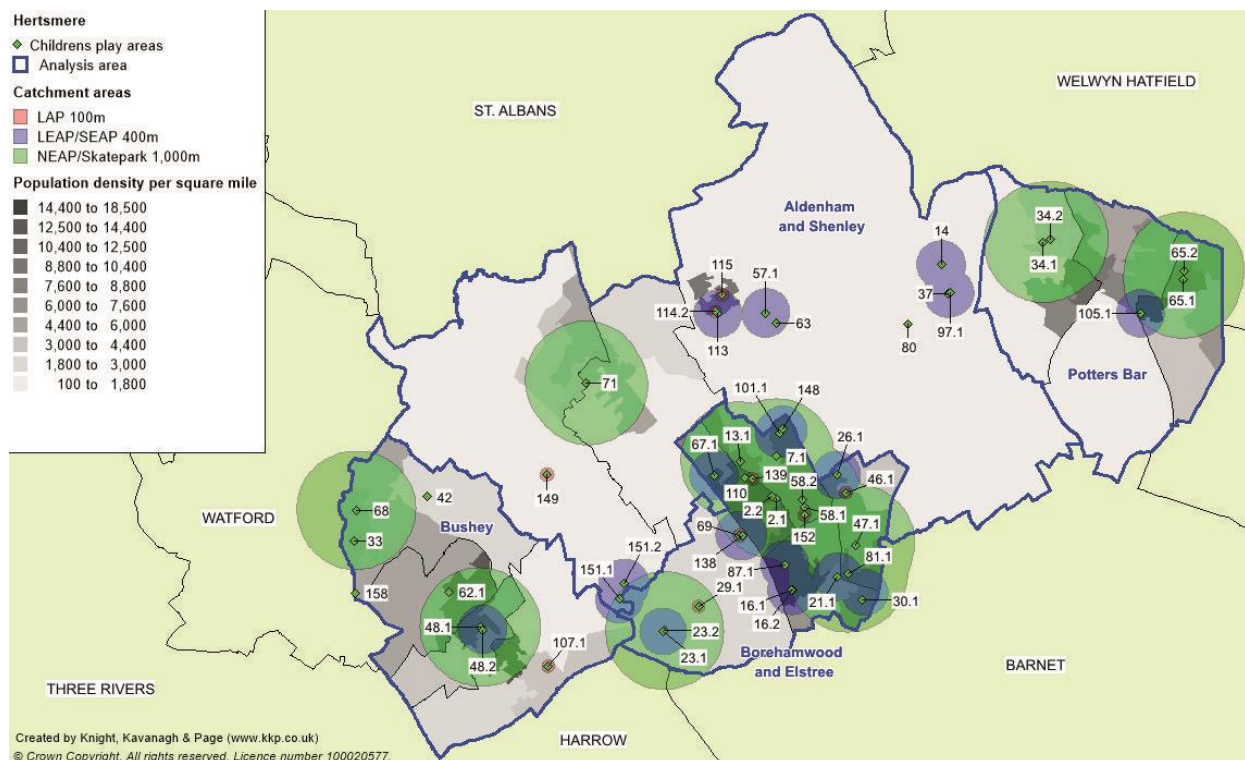 Hertsmere
Childrens play areas
Analysis area
Catchment areas
LAP 100m
LEAP/SEAP 400m
NEAP/Skatepark 1,000m
Population density per square mile
14,400 to 18,500
12,500 to 14,400
10,400 to 12,500
8,800 to 10,400
7,600 to 8,800
6,000 to 7,600
4,400 to 6,000
3,000 to 4,400
1,800 to 3,000
100 to 1,800
WELWYN HATFIELD
ST. ALBANS
Aldenham
and Shenley
34.2
14
34.1
65.2
115
57.1
37
65.1
114.2
63
105.1
97.1
113
80
Potters Bar
71
101.1
148
13.1
26.1
67.1
7.1
139
58.2
46.1
149
110
42
2.2
2.1
58.1
68
WATFORD
Bushey
47.1
69
152
33
151.2
138
81.1
151.1
87.1
29.1
158
62.1
16.1
21.1
30.1
16.2
48.1
23.2
107.1
Borehamwood
and Elstree
23.1
48.2
BARNET
THREE RIVERS
HARROW
Created by Knight, Kavanagh & Page (www.kkp.co.uk)
© Crown Copyright. All rights reserved. Licence number 100020577.